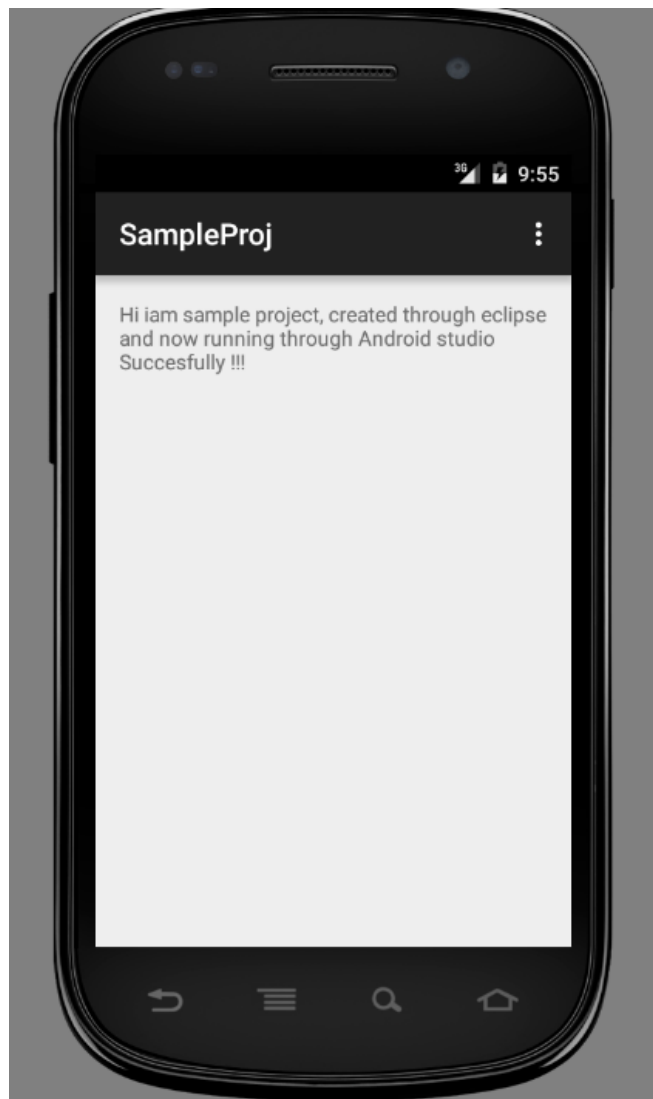 3G 9:55
SampleProj
Hi iam sample project, created through eclipse
and now running through Android studio
Succesfully !!!